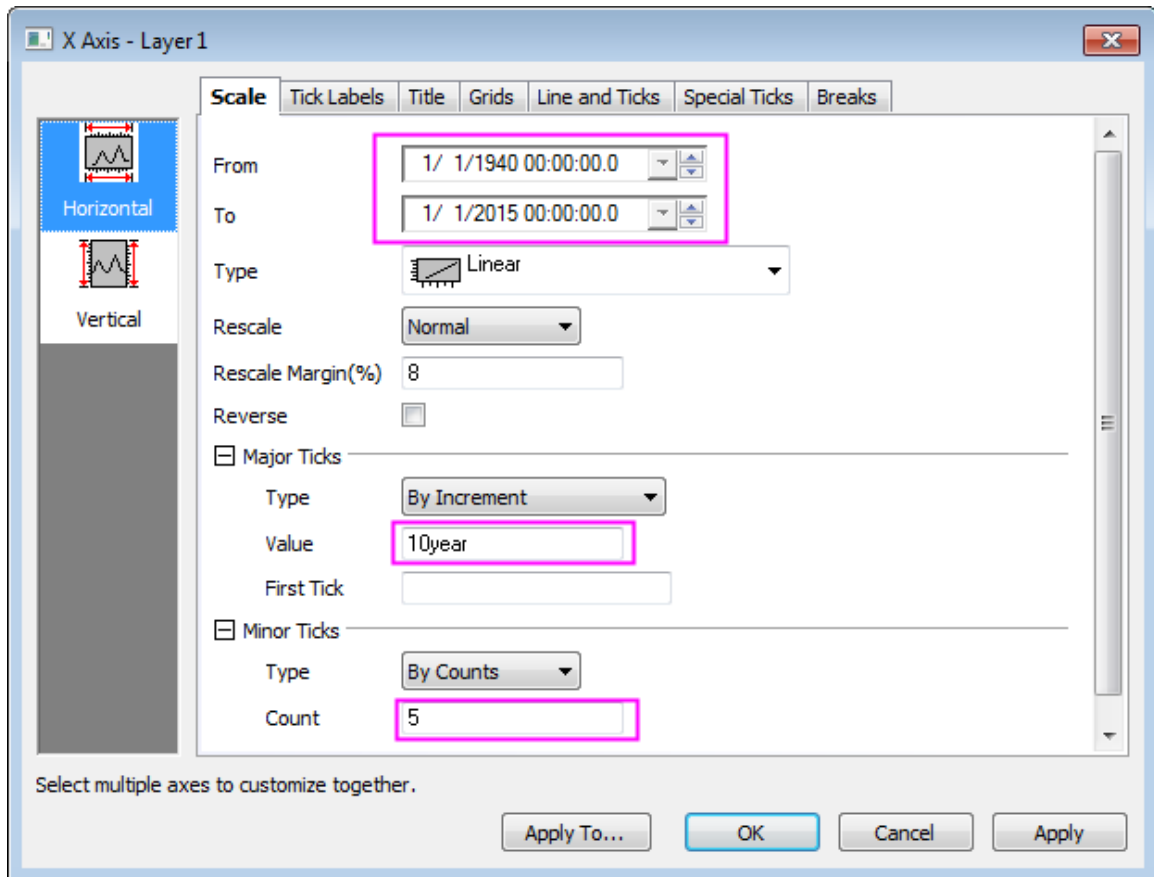 X Axis - Layer 1
Scale Tick Labels Title Grids Line and Ticks Special Ticks Breaks
Horizontal
Vertical
From 1/ 1/1940 00:00:00.0
To 1/ 1/2015 00:00:00.0
Type Linear
Rescale Normal
Rescale Margin(%) 8
Reverse
Major Ticks
Type By Increment
Value 10year
First Tick
Minor Ticks
Type By Counts
Count 5
Select multiple axes to customize together.
Apply To... OK Cancel Apply